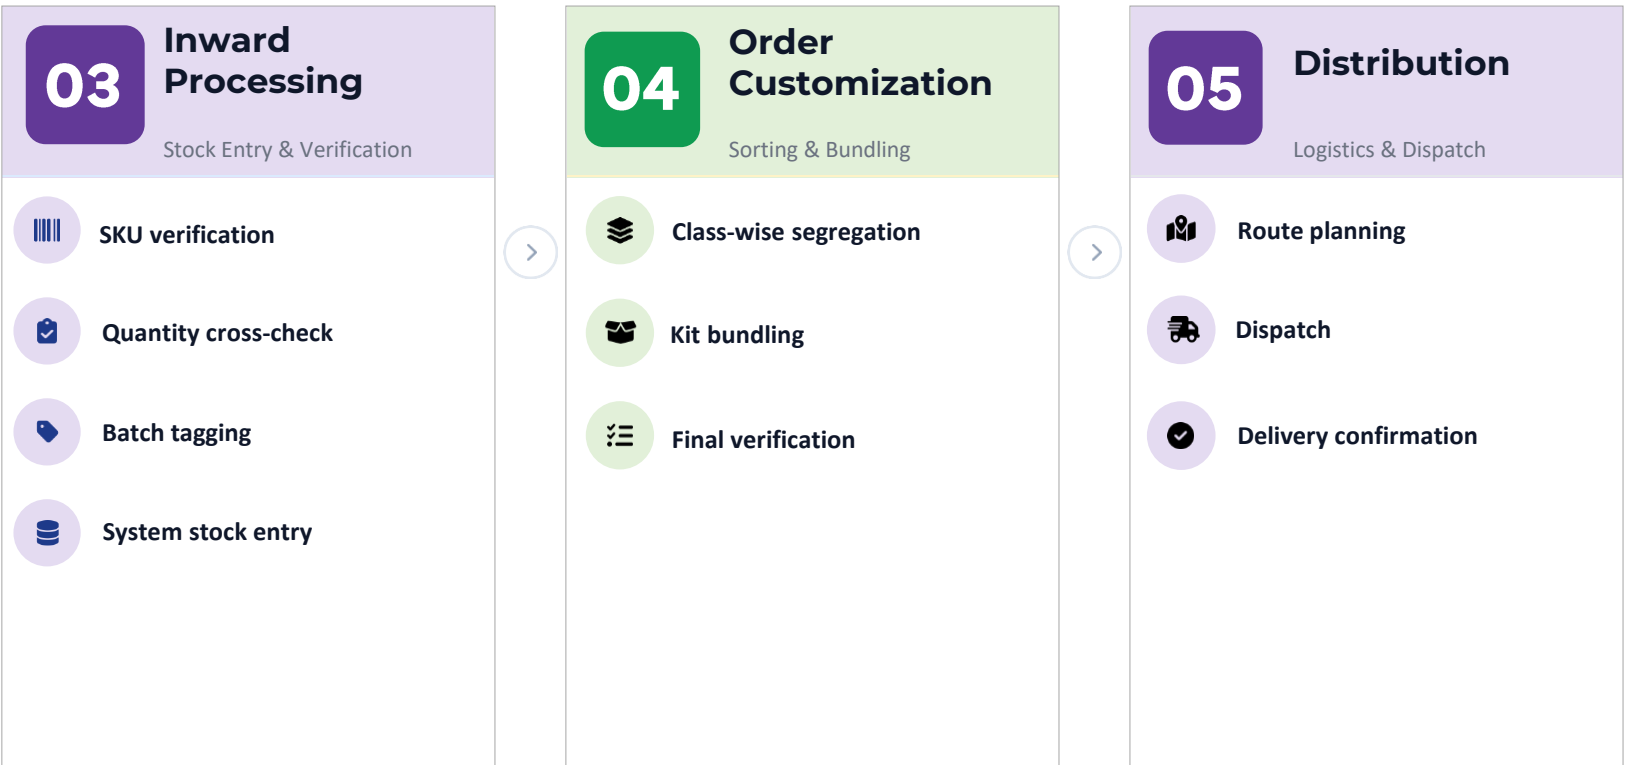 03
Inward
Processing
Stock Entry & Verification
SKU verification
Quantity cross-check
Batch tagging
System stock entry
04
Order
Customization
Sorting & Bundling
Class-wise segregation
Kit bundling
Final verification
05
Distribution
Logistics & Dispatch
Route planning
Dispatch
Delivery confirmation